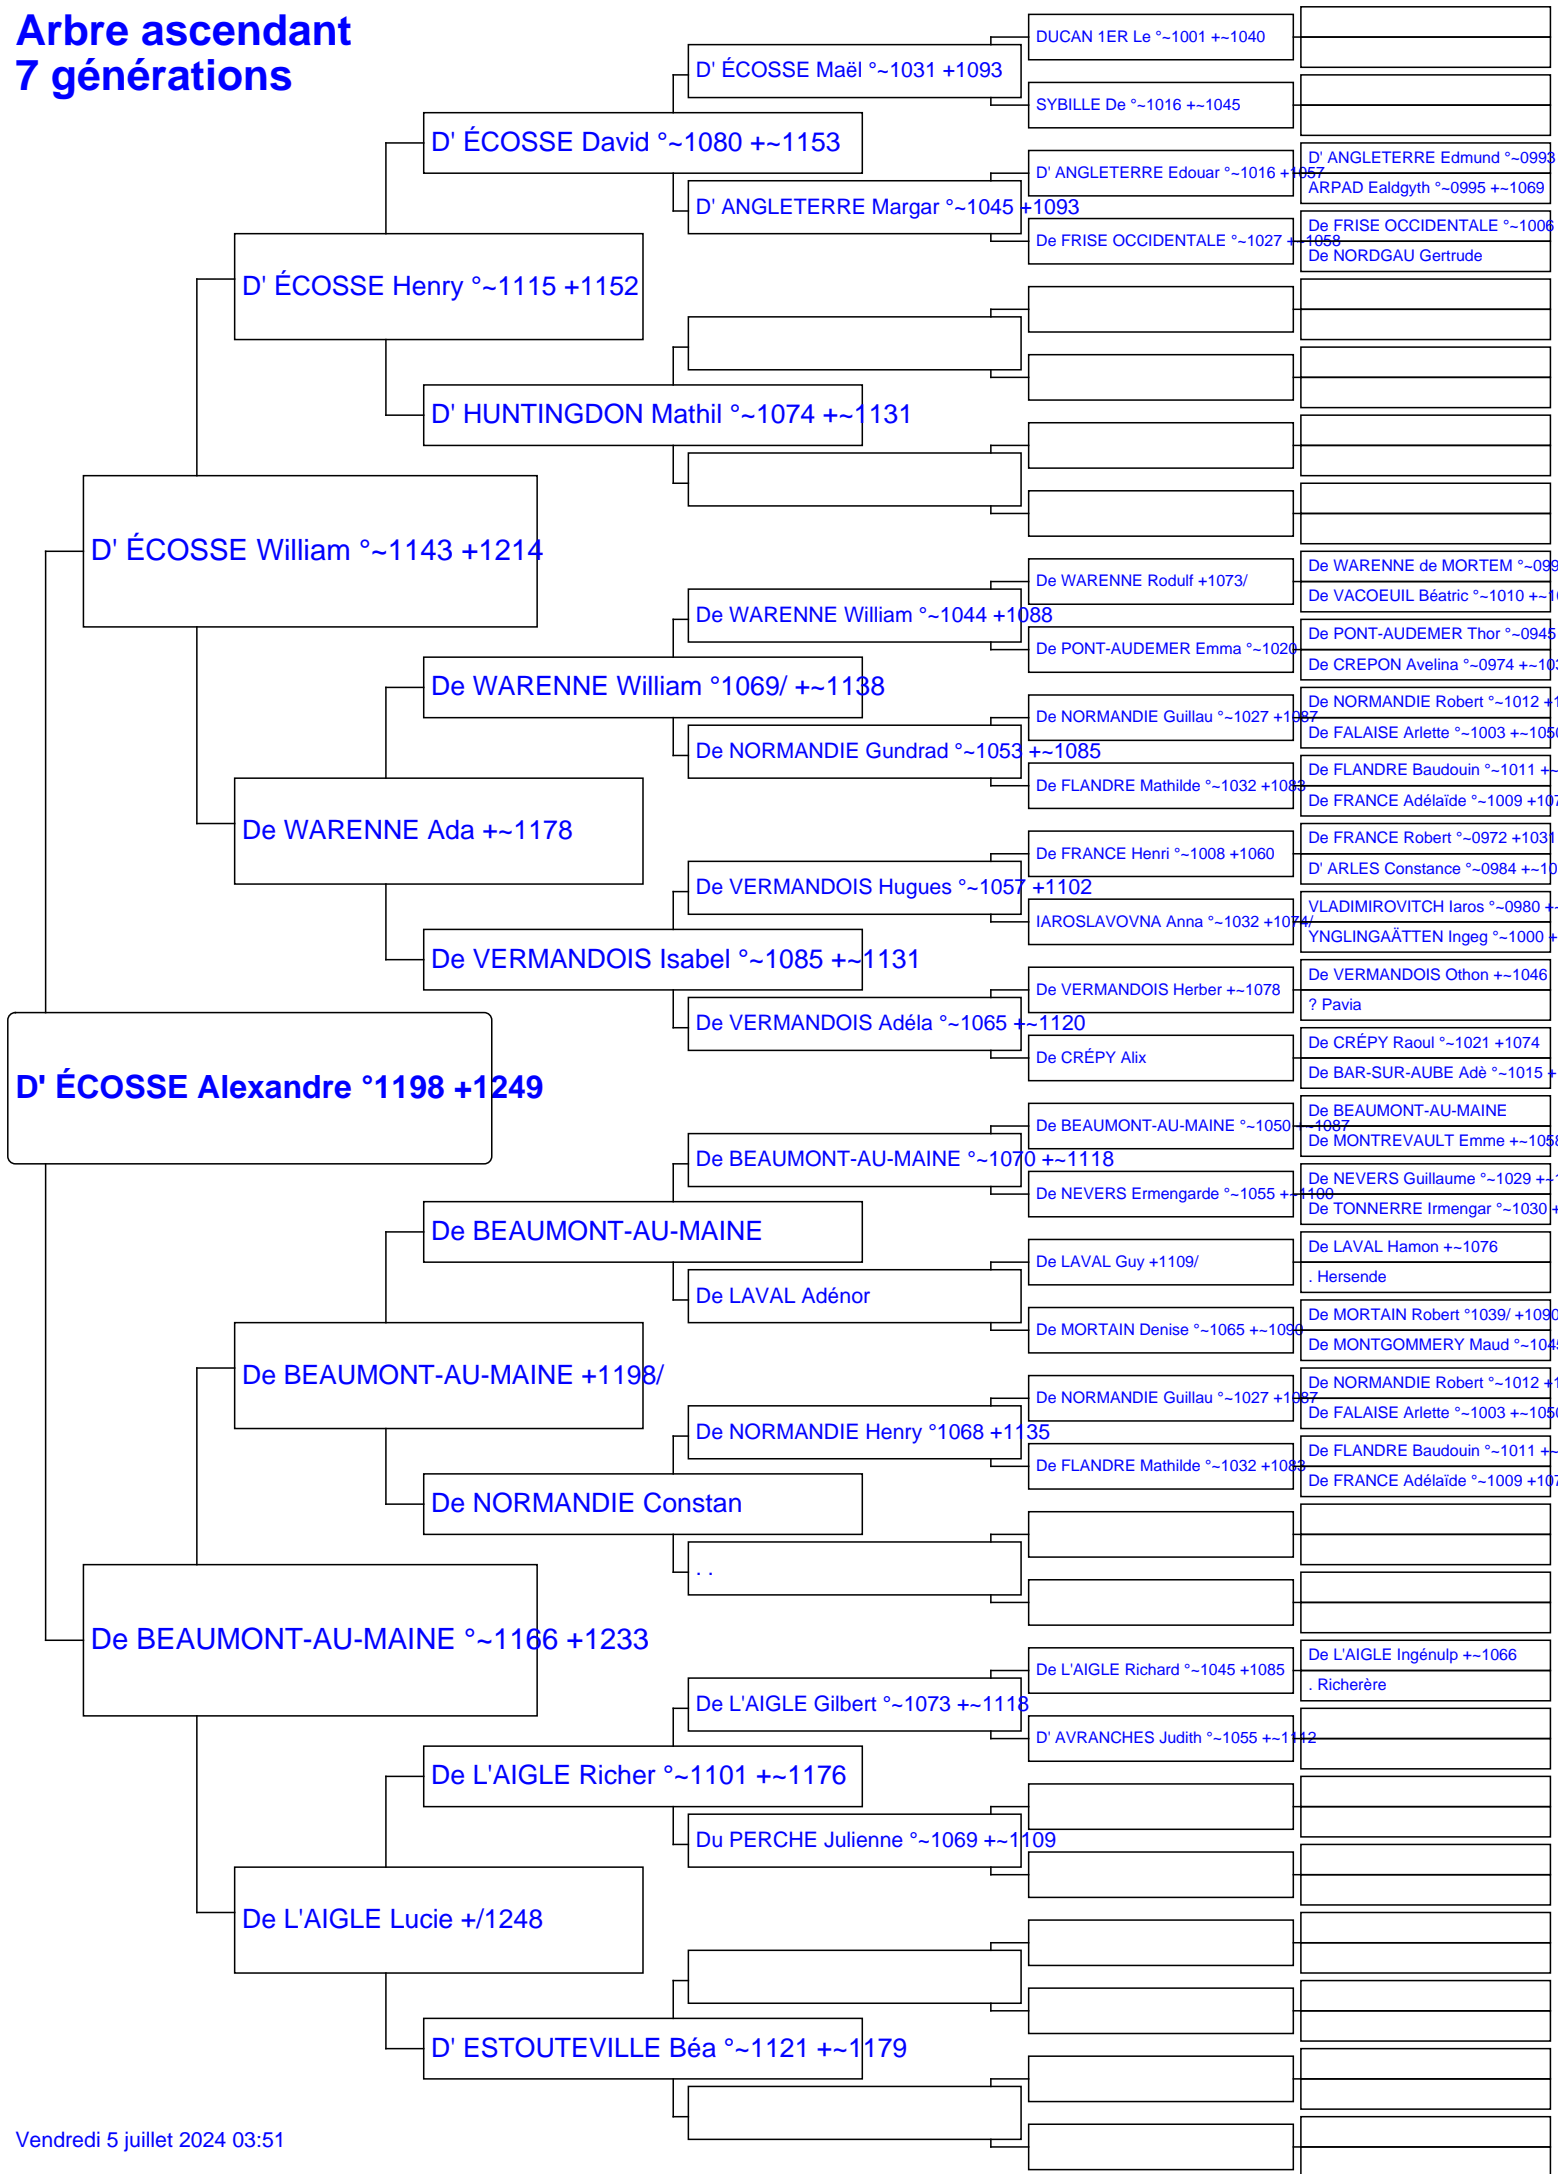 Arbre ascendant
7 générations
DUCAN 1ER Le °~1001 +~1040
D' ÉCOSSE Maël °~1031 +1093
SYBILLE De °~1016 +~1045
D' ÉCOSSE David °~1080 +~1153
D' ANGLETERRE Edmund °~0993
D' ANGLETERRE Edouar °~1016 +1057
ARPAD Ealdgyth °~0995 +~1069
D' ANGLETERRE Margar °~1045 +1093
De FRISE OCCIDENTALE °~1006
De FRISE OCCIDENTALE °~1027 +~1058
De NORDGAU Gertrude
D' ÉCOSSE Henry °~1115 +1152
D' HUNTINGDON Mathil °~1074 +~1131
D' ÉCOSSE William °~1143 +1214
De WARENNE de MORTEM °~099
De WARENNE Rodulf +1073/
De VACOEUIL Béatric °~1010 +~1
De WARENNE William °~1044 +1088
De PONT-AUDEMER Thor °~0945
De PONT-AUDEMER Emma °~1020
De CREPON Avelina °~0974 +~103
De WARENNE William °1069/ +~1138
De NORMANDIE Robert °~1012 +1
De NORMANDIE Guillau °~1027 +1087
De FALAISE Arlette °~1003 +~1050
De NORMANDIE Gundrad °~1053 +~1085
De FLANDRE Baudouin °~1011 +~
De FLANDRE Mathilde °~1032 +1083
De FRANCE Adélaïde °~1009 +107
De WARENNE Ada +~1178
De FRANCE Robert °~0972 +1031
De FRANCE Henri °~1008 +1060
D' ARLES Constance °~0984 +~10
De VERMANDOIS Hugues °~1057 +1102
VLADIMIROVITCH Iaros °~0980 +~
IAROSLAVOVNA Anna °~1032 +1074/
YNGLINGAÄTTEN Ingeg °~1000 +
De VERMANDOIS Isabel °~1085 +~1131
De VERMANDOIS Othon +~1046
De VERMANDOIS Herber +~1078
? Pavia
De VERMANDOIS Adéla °~1065 +~1120
De CRÉPY Raoul °~1021 +1074
De CRÉPY Alix
De BAR-SUR-AUBE Adè °~1015 +
D' ÉCOSSE Alexandre °1198 +1249
De BEAUMONT-AU-MAINE
De BEAUMONT-AU-MAINE °~1050 +~1087
De MONTREVAULT Emme +~1058
De BEAUMONT-AU-MAINE °~1070 +~1118
De NEVERS Guillaume °~1029 +~1
De NEVERS Ermengarde °~1055 +~1100
De TONNERRE Irmengar °~1030 +
De BEAUMONT-AU-MAINE
De LAVAL Hamon +~1076
De LAVAL Guy +1109/
. Hersende
De LAVAL Adénor
De MORTAIN Robert °1039/ +1090
De MORTAIN Denise °~1065 +~1090
De MONTGOMMERY Maud °~1045
De BEAUMONT-AU-MAINE +1198/
De NORMANDIE Robert °~1012 +1
De NORMANDIE Guillau °~1027 +1087
De FALAISE Arlette °~1003 +~1050
De NORMANDIE Henry °1068 +1135
De FLANDRE Baudouin °~1011 +~
De FLANDRE Mathilde °~1032 +1083
De FRANCE Adélaïde °~1009 +107
De NORMANDIE Constan
. .
De BEAUMONT-AU-MAINE °~1166 +1233
De L'AIGLE Ingénulp +~1066
De L'AIGLE Richard °~1045 +1085
. Richerère
De L'AIGLE Gilbert °~1073 +~1118
D' AVRANCHES Judith °~1055 +~1112
De L'AIGLE Richer °~1101 +~1176
Du PERCHE Julienne °~1069 +~1109
De L'AIGLE Lucie +/1248
D' ESTOUTEVILLE Béa °~1121 +~1179
Vendredi 5 juillet 2024 03:51